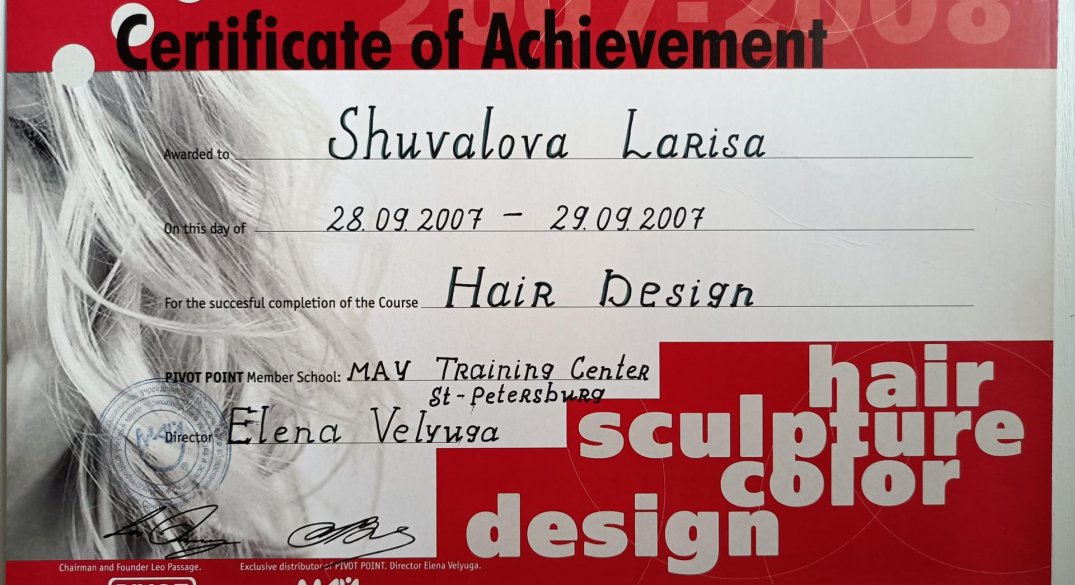 2007-2008
Certificate of Achievement
Awarded to Shuvalova Larisa
On this day of 28.09.2007 – 29.09.2007
For the succesful completion of the Course Hair Design
PIVOT POINT Member School: MAY Training Center
St-Petersburg
Director Elena Velyuga
hair
sculpture
color
design
Chairman and Founder Leo Passage. Exclusive distributor of PIVOT POINT. Director Elena Velyuga.
PIVOT